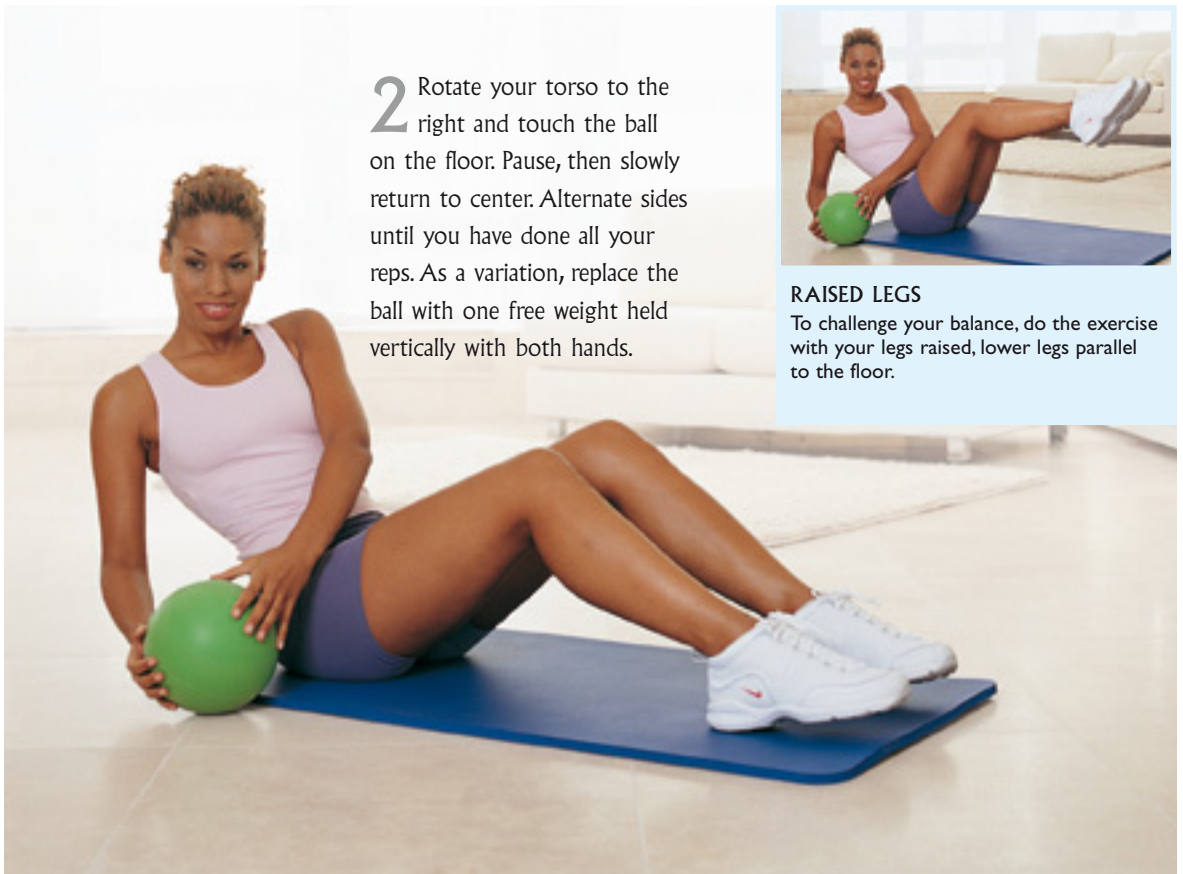 2 Rotate your torso to the
right and touch the ball
on the floor. Pause, then slowly
return to center. Alternate sides
until you have done all your
reps. As a variation, replace the
ball with one free weight held
vertically with both hands.
RAISED LEGS
To challenge your balance, do the exercise
with your legs raised, lower legs parallel
to the floor.